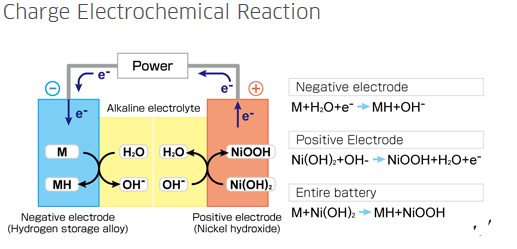 Charge Electrochemical Reaction
Power
e-
e-
⊖
⊕
e-
Alkaline electrolyte
e-
M
H₂O
H₂O
NiOOH
MH
OH-
OH-
Ni(OH)₂
Negative electrode
(Hydrogen storage alloy)
Positive electrode
(Nickel hydroxide)
Negative electrode
M+H₂O+e- → MH+OH-
Positive Electrode
Ni(OH)₂+OH- → NiOOH+H₂O+e-
Entire battery
M+Ni(OH)₂ → MH+NiOOH